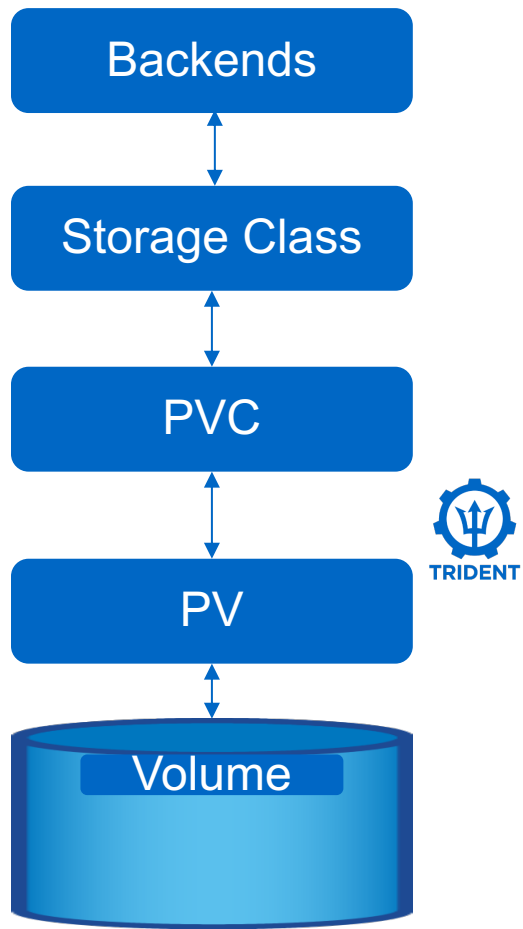 Backends
Storage Class
PVC
TRIDENT
PV
Volume